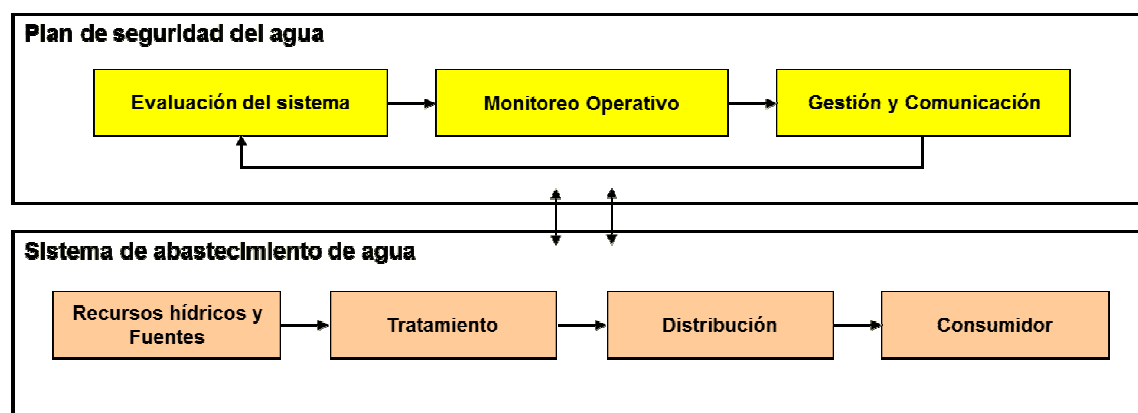 Plan de seguridad del agua
Evaluación del sistema
Monitoreo Operativo
Gestión y Comunicación
Sistema de abastecimiento de agua
Recursos hídricos y
Fuentes
Tratamiento
Distribución
Consumidor